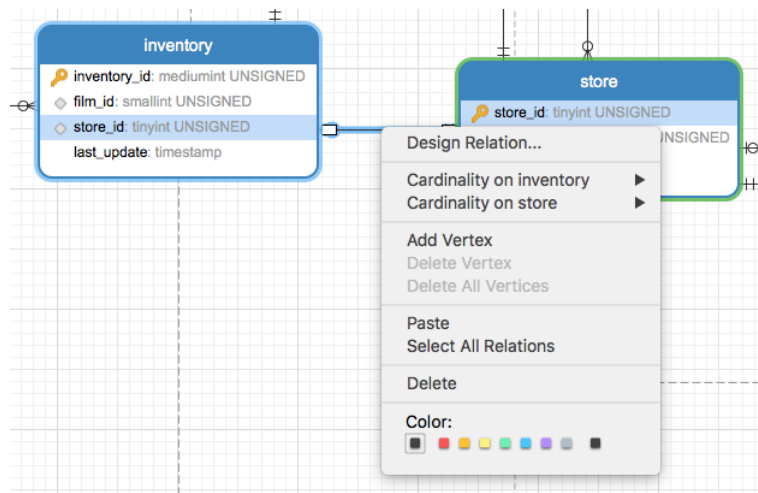 inventory
inventory_id: mediumint UNSIGNED
film_id: smallint UNSIGNED
store_id: tinyint UNSIGNED
last_update: timestamp
store
store_id: tinyint UNSIGNED
UNSIGNED
Design Relation...
Cardinality on inventory
Cardinality on store
Add Vertex
Delete Vertex
Delete All Vertices
Paste
Select All Relations
Delete
Color: